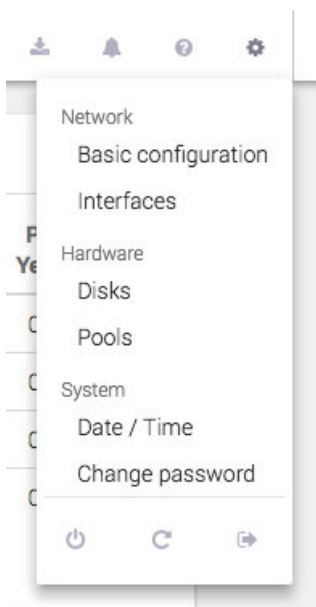 Network
Basic configuration
Interfaces
Hardware
Disks
Pools
System
Date / Time
Change password